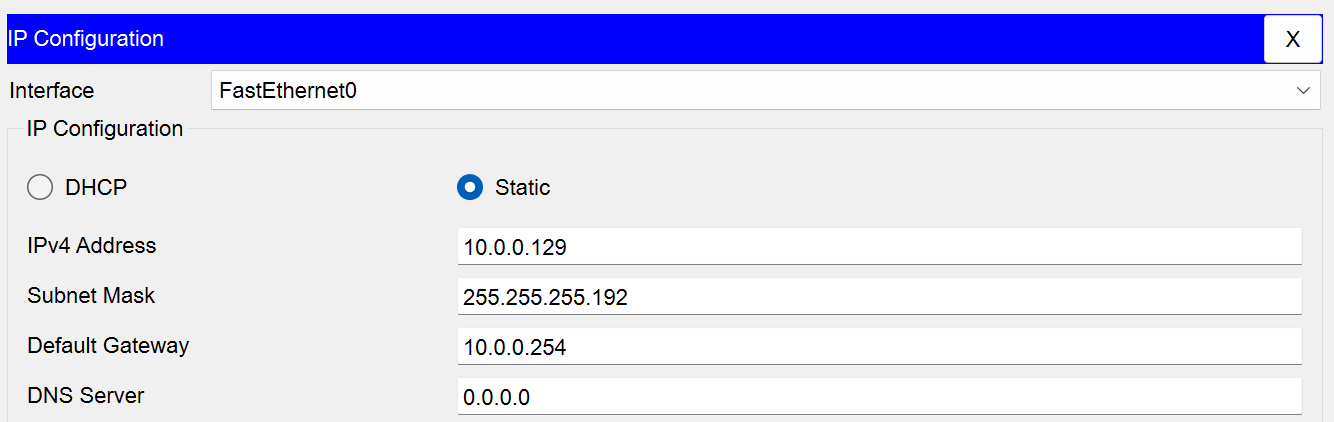 IP Configuration X
Interface FastEthernet0
IP Configuration
DHCP Static
IPv4 Address 10.0.0.129
Subnet Mask 255.255.255.192
Default Gateway 10.0.0.254
DNS Server 0.0.0.0